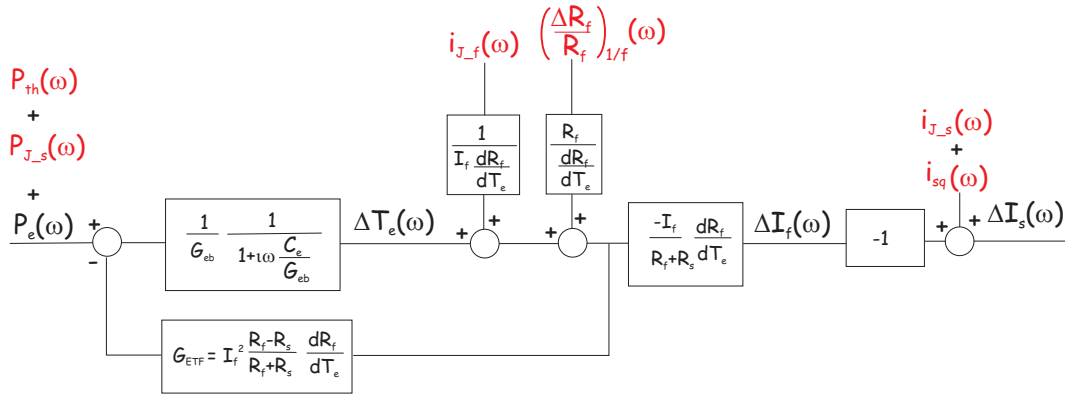 P_th(ω)
+
P_J_s(ω)
+
P_e(ω)
+
-
1/G_eb 1/(1+ιω C_e/G_eb)
ΔT_e(ω)
i_J_f(ω)
1/(I_f dR_f/dT_e)
+
+
(ΔR_f/R_f)_1/f(ω)
R_f/(dR_f/dT_e)
+
+
-I_f/(R_f+R_s) dR_f/dT_e
ΔI_f(ω)
-1
i_J_s(ω)
+
i_sq(ω)
+
+
ΔI_s(ω)
G_ETF = I_f² (R_f-R_s)/(R_f+R_s) dR_f/dT_e